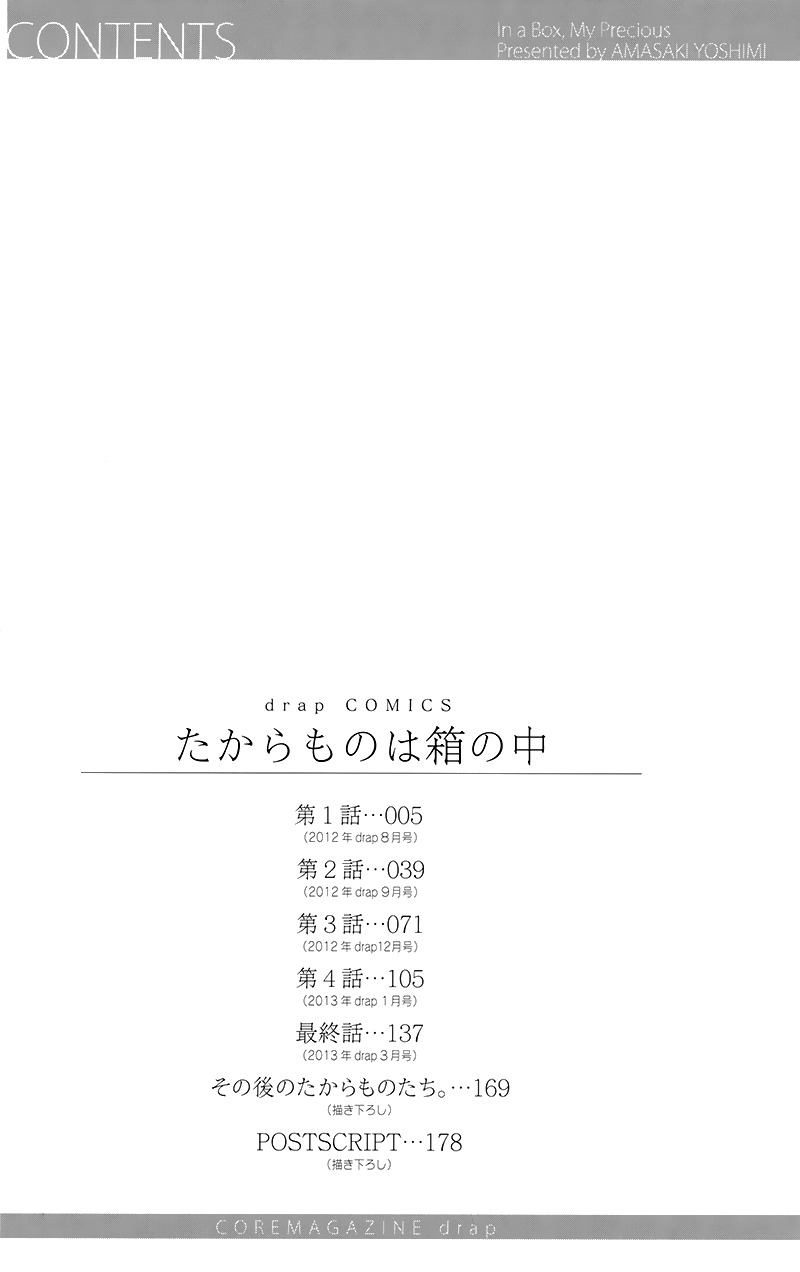 CONTENTS
In a Box, My Precious
Presented by AMASAKI YOSHIMI
drap COMICS
たからものは箱の中
第1話…005
（2012年drap8月号）
第2話…039
（2012年drap9月号）
第3話…071
（2012年drap12月号）
第4話…105
（2013年drap1月号）
最終話…137
（2013年drap3月号）
その後のたからものたち。…169
（描き下ろし）
POSTSCRIPT…178
（描き下ろし）
COREMAGAZINE drap